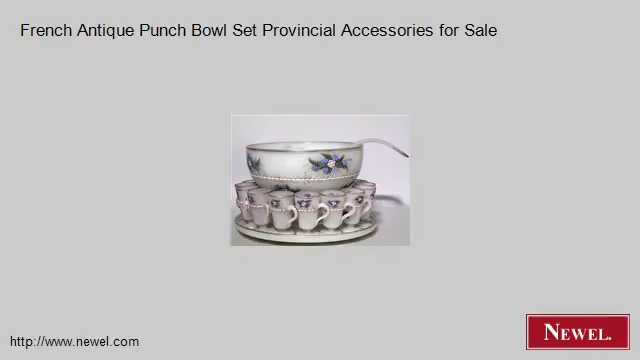 French Antique Punch Bowl Set Provincial Accessories for Sale
http://www.newel.com
NEWEL.